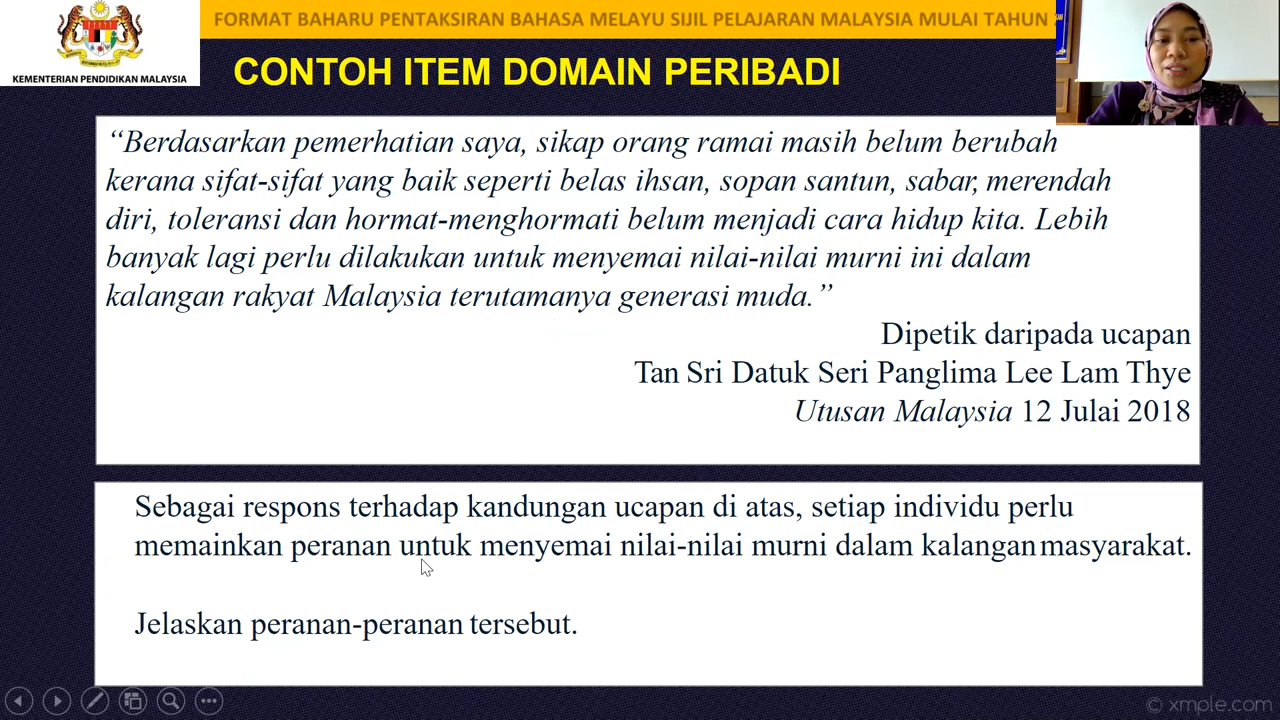 FORMAT BAHARU PENTAKSIRAN BAHASA MELAYU SIJIL PELAJARAN MALAYSIA MULAI TAHUN
KEMENTERIAN PENDIDIKAN MALAYSIA
CONTOH ITEM DOMAIN PERIBADI
“Berdasarkan pemerhatian saya, sikap orang ramai masih belum berubah
kerana sifat-sifat yang baik seperti belas ihsan, sopan santun, sabar, merendah
diri, toleransi dan hormat-menghormati belum menjadi cara hidup kita. Lebih
banyak lagi perlu dilakukan untuk menyemai nilai-nilai murni ini dalam
kalangan rakyat Malaysia terutamanya generasi muda.”
Dipetik daripada ucapan
Tan Sri Datuk Seri Panglima Lee Lam Thye
Utusan Malaysia 12 Julai 2018
Sebagai respons terhadap kandungan ucapan di atas, setiap individu perlu
memainkan peranan untuk menyemai nilai-nilai murni dalam kalangan masyarakat.
Jelaskan peranan-peranan tersebut.
© xmple.com